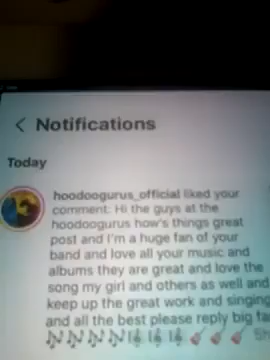 < Notifications
Today
hoodoogurus_official liked your
comment: Hi the guys at the
hoodoogurus how's things great
post and I'm a huge fan of your
band and love all your music and
albums they are great and love the
song my girl and others as well and
keep up the great work and singing
and all the best please reply big fa
🎶🎶🎶🎶🎼🎼🎼🎸🎸🎸 5h